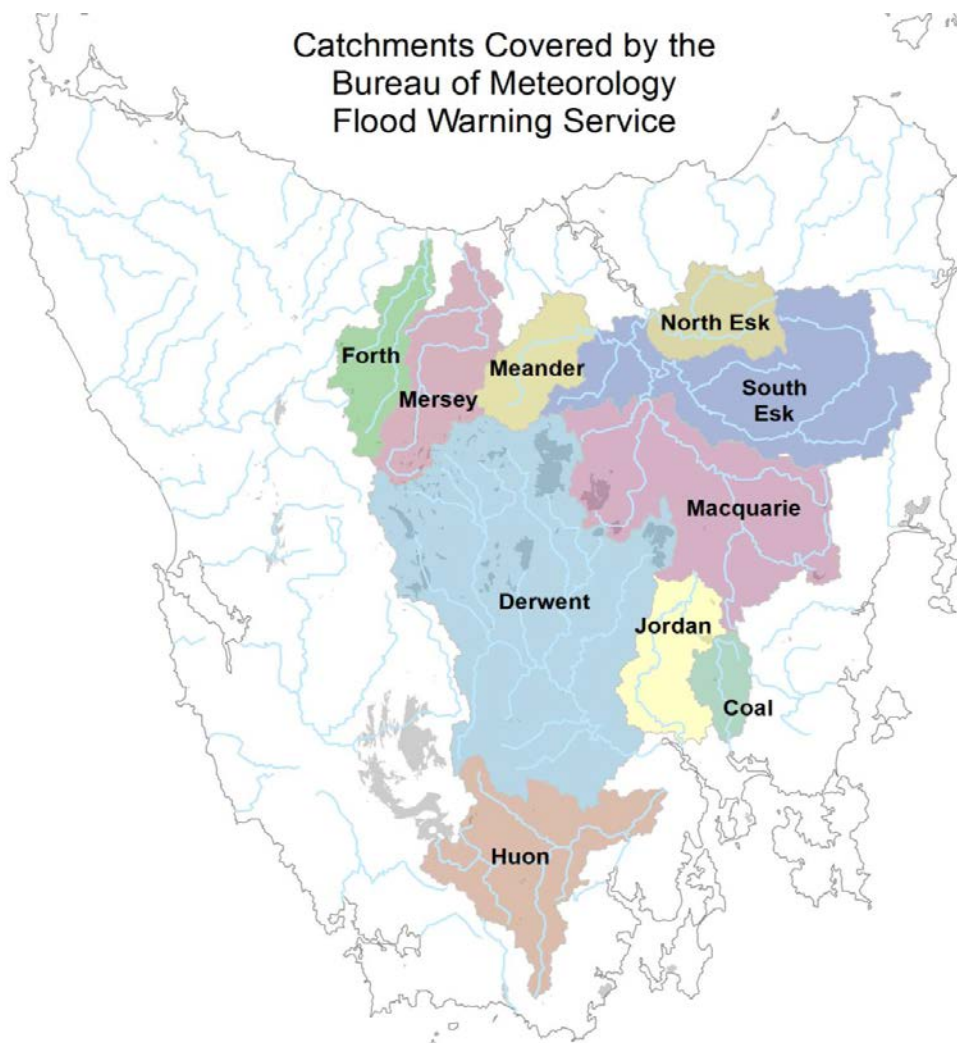 Catchments Covered by the
Bureau of Meteorology
Flood Warning Service
North Esk
Forth
Meander
Mersey
South
Esk
Macquarie
Derwent
Jordan
Coal
Huon